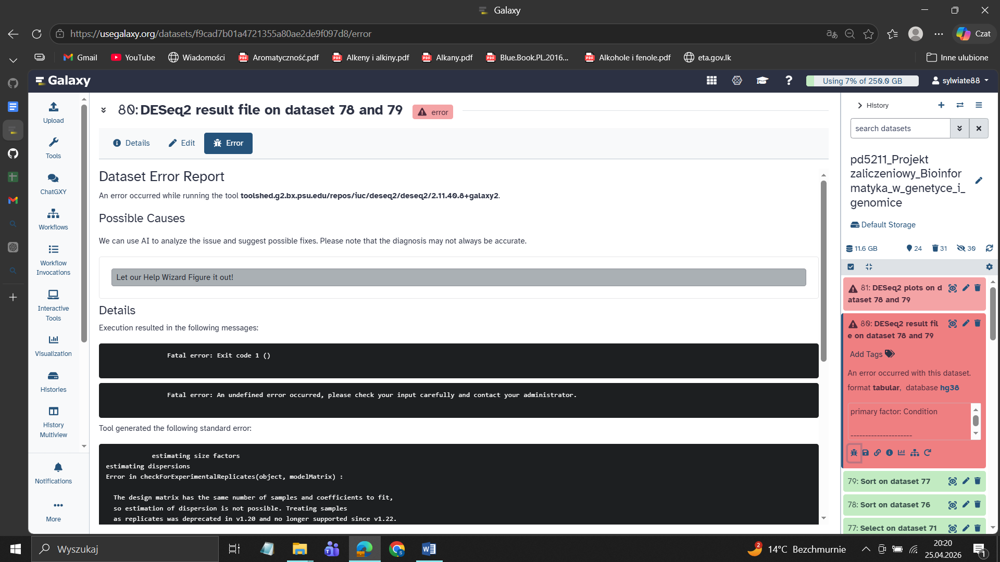 Galaxy
https://usegalaxy.org/datasets/f9cad7b01a4721355a80ae2de9f097d8/error
Czat
Gmail
YouTube
Wiadomości
Aromatyczność.pdf
Alkeny i alkiny.pdf
Alkany.pdf
Blue.Book.PL.2016...
Alkohole i fenole.pdf
eta.gov.lk
Inne ulubione
Galaxy
Using 7% of 250.0 GB
sylwiate88
Upload
Tools
ChatGXY
Workflows
Workflow
Invocations
Interactive
Tools
Visualization
Histories
History
Multiview
Notifications
More
80: DESeq2 result file on dataset 78 and 79
error
Details
Edit
Error
Dataset Error Report
An error occurred while running the tool toolshed.g2.bx.psu.edu/repos/iuc/deseq2/deseq2/2.11.40.8+galaxy2.
Possible Causes
We can use AI to analyze the issue and suggest possible fixes. Please note that the diagnosis may not always be accurate.
Let our Help Wizard Figure it out!
Details
Execution resulted in the following messages:
Fatal error: Exit code 1 ()
Fatal error: An undefined error occurred, please check your input carefully and contact your administrator.
Tool generated the following standard error:
estimating size factors
estimating dispersions
Error in checkForExperimentalReplicates(object, modelMatrix) :
The design matrix has the same number of samples and coefficients to fit,
so estimation of dispersion is not possible. Treating samples
as replicates was deprecated in v1.20 and no longer supported since v1.22.
History
search datasets
pd5211_Projekt
zaliczeniowy_Bioinfor
matyka_w_genetyce_i_
genomice
Default Storage
11.6 GB
24
31
30
81: DESeq2 plots on d
ataset 78 and 79
80: DESeq2 result fil
e on dataset 78 and 79
Add Tags
An error occurred with this dataset.
format tabular, database hg38
primary factor: Condition
---------------------
79: Sort on dataset 77
78: Sort on dataset 76
77: Select on dataset 71
Wyszukaj
2
14°C Bezchmurnie
20:20
25.04.2026
1